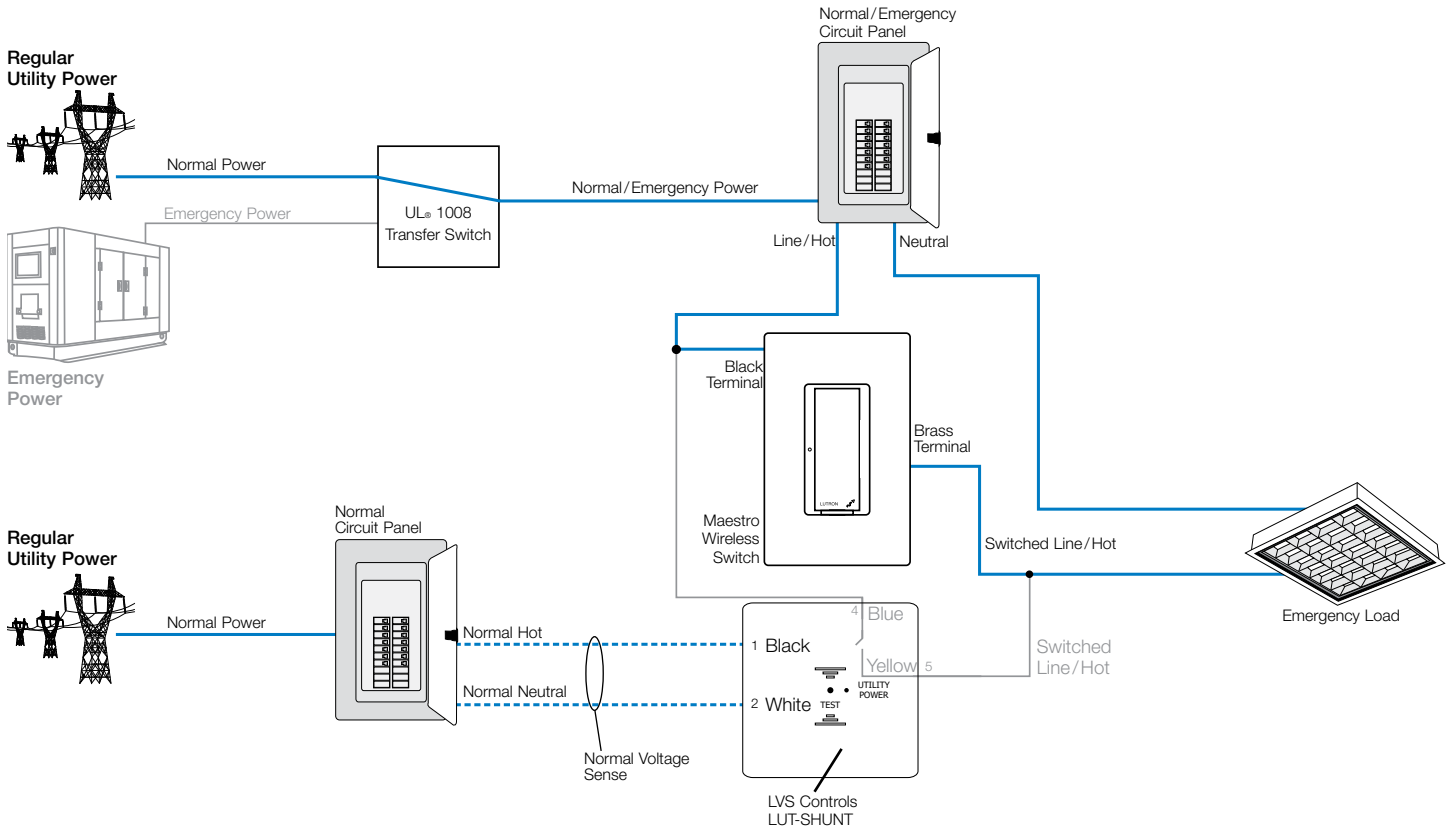 Normal/Emergency
Circuit Panel
Regular
Utility Power
Normal Power
Normal/Emergency Power
Emergency Power
UL® 1008
Transfer Switch
Line/Hot
Neutral
Emergency
Power
Black
Terminal
Brass
Terminal
LUTRON
Maestro
Wireless
Switch
Switched Line/Hot
Emergency Load
Normal
Circuit Panel
Regular
Utility Power
Normal Power
Normal Hot
Normal Neutral
Normal Voltage
Sense
4 Blue
1 Black
Yellow 5
Switched
Line/Hot
UTILITY
POWER
2 White
TEST
LVS Controls
LUT-SHUNT